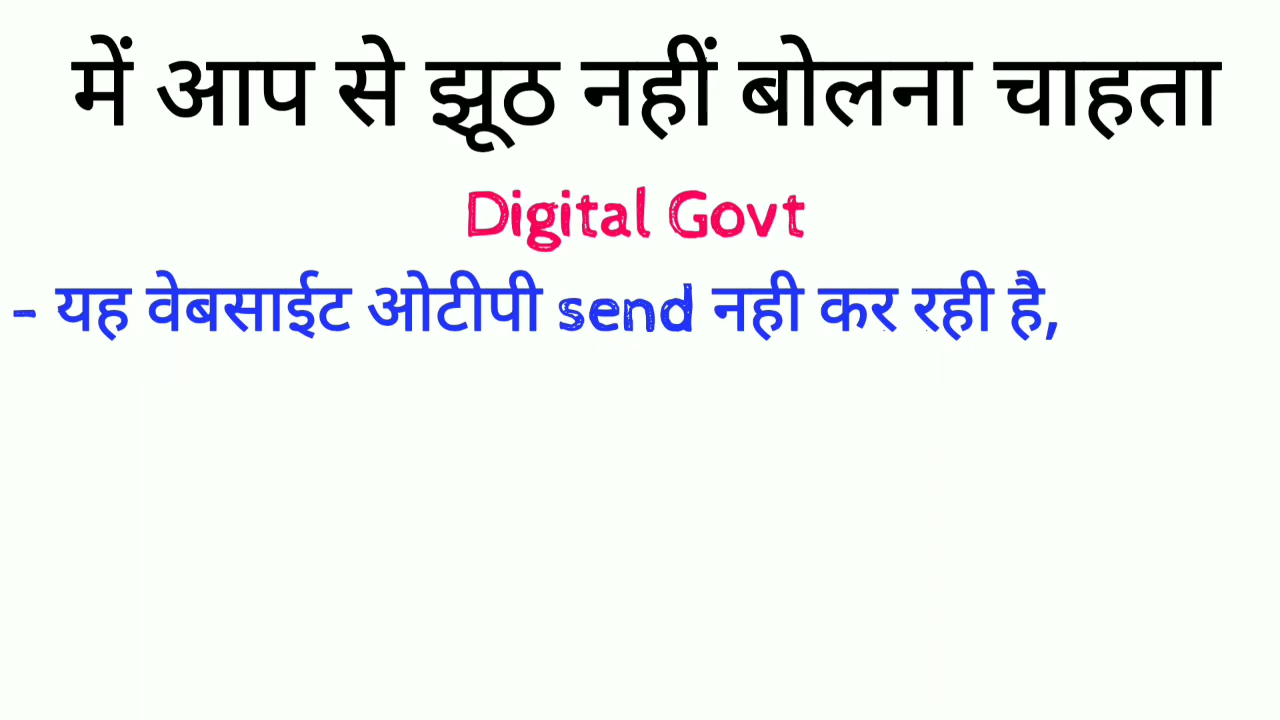 में आप से झूठ नहीं बोलना चाहता
Digital Govt
- यह वेबसाईट ओटीपी send नही कर रही है,